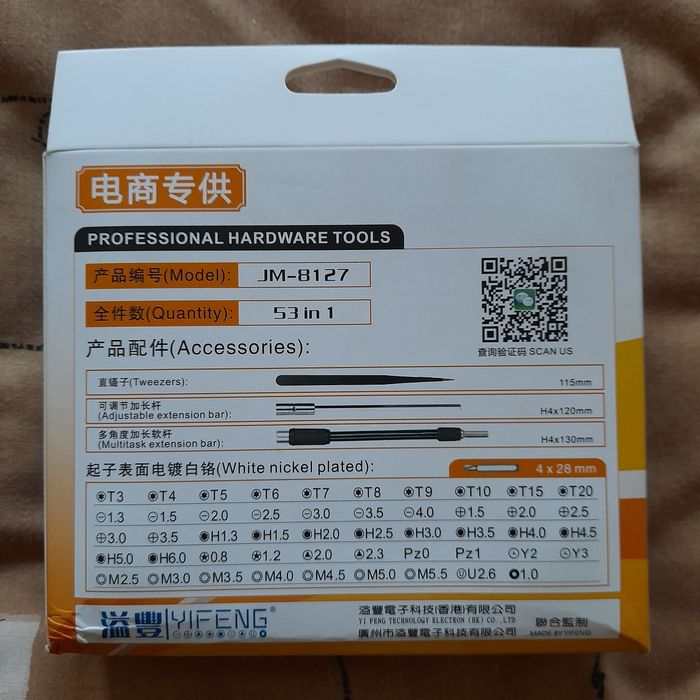 电商专供
PROFESSIONAL HARDWARE TOOLS
产品编号(Model): JM-8127
全件数(Quantity): 53 in 1
查询验证码 SCAN US
产品配件(Accessories):
直镊子(Tweezers): 115mm
可调节加长杆
(Adjustable extension bar): H4x120mm
多角度加长软杆
(Multitask extension bar): H4x130mm
起子表面电镀白铬(White nickel plated): 4 x 28 mm
T3 T4 T5 T6 T7 T8 T9 T10 T15 T20
⊖1.3 ⊖1.5 ⊖2.0 ⊖2.5 ⊖3.0 ⊖3.5 ⊖4.0 ⊕1.5 ⊕2.0 ⊕2.5
⊕3.0 ⊕3.5 H1.3 H1.5 H2.0 H2.5 H3.0 H3.5 H4.0 H4.5
H5.0 H6.0 0.8 1.2 2.0 2.3 Pz0 Pz1 Y2 Y3
M2.5 M3.0 M3.5 M4.0 M4.5 M5.0 M5.5 U2.6 1.0
溢豐 YIFENG®
溢豐電子科技(香港)有限公司
YI FENG TECHNOLOGY ELECTRON (HK) CO.,LTD
廣州市溢豐電子科技有限公司
聯合監制
MADE BY YIFENG